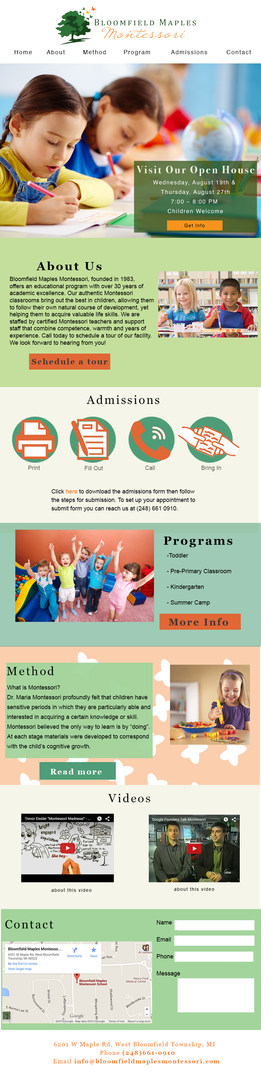 Bloomfield Maples
Montessori
Home About Method Program Admissions Contact
Visit Our Open House
Wednesday, August 19th &
Thursday, August 27th
7:00 – 8:00 PM
Children Welcome
Get Info
About Us
Bloomfield Maples Montessori, founded in 1983,
offers an educational program with over 30 years of
academic excellence. Our authentic Montessori
classrooms bring out the best in children, allowing them
to follow their own natural course of development, yet
helping them to acquire valuable life skills. We are
staffed by certified Montessori teachers and support
staff that combine competence, warmth and years of
experience. Call today to schedule a tour of our facility.
We look forward to hearing from you!
Schedule a tour
Admissions
Print Fill Out Call Bring In
Click here to download the admissions form then follow
the steps for submission. To set up your appointment to
submit form you can reach us at (248) 661 0910.
Programs
-Toddler
- Pre-Primary Classroom
- Kindergarten
- Summer Camp
More Info
Method
What is Montessori?
Dr. Maria Montessori profoundly felt that children have
sensitive periods in which they are particularly able and
interested in acquiring a certain knowledge or skill.
Montessori believed the only way to learn is by “doing”.
At each stage materials were developed to correspond
with the child's cognitive growth.
Read more
Videos
about this video
about this video
Contact
Name
Email
Phone
Message
Bloomfield Maples Montesso...
Directions Save
View larger map
Bloomfield Maples
Montessori School
Google
6201 W Maple Rd, West Bloomfield Township, MI
Phone (248)661-0910
Email info@bloomfieldmaplesmontessori.com